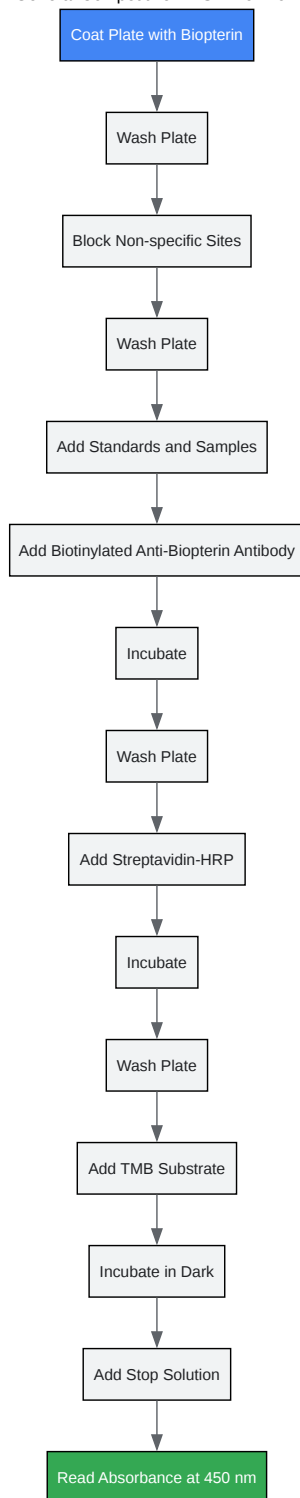 Coat Plate with Biopterin
Wash Plate
Block Non-specific Sites
Wash Plate
Add Standards and Samples
Add Biotinylated Anti-Biopterin Antibody
Incubate
Wash Plate
Add Streptavidin-HRP
Incubate
Wash Plate
Add TMB Substrate
Incubate in Dark
Add Stop Solution
Read Absorbance at 450 nm